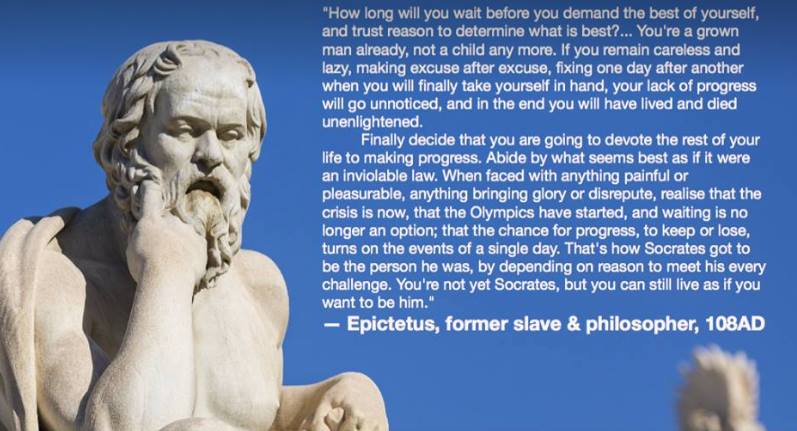 "How long will you wait before you demand the best of yourself,
and trust reason to determine what is best?... You're a grown
man already, not a child any more. If you remain careless and
lazy, making excuse after excuse, fixing one day after another
when you will finally take yourself in hand, your lack of progress
will go unnoticed, and in the end you will have lived and died
unenlightened.
Finally decide that you are going to devote the rest of your
life to making progress. Abide by what seems best as if it were
an inviolable law. When faced with anything painful or
pleasurable, anything bringing glory or disrepute, realise that the
crisis is now, that the Olympics have started, and waiting is no
longer an option; that the chance for progress, to keep or lose,
turns on the events of a single day. That's how Socrates got to
be the person he was, by depending on reason to meet his every
challenge. You're not yet Socrates, but you can still live as if you
want to be him."
— Epictetus, former slave & philosopher, 108AD